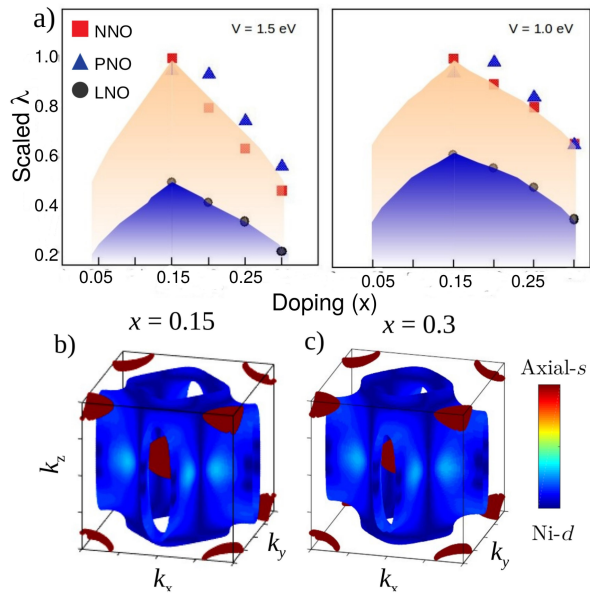 a)
NNO
PNO
LNO
V = 1.5 eV
V = 1.0 eV
Scaled λ
1.0
0.8
0.6
0.4
0.2
0.05 0.15 0.25 0.05 0.15 0.25
Doping (x)
x = 0.15 x = 0.3
b) c)
Axial-s
Ni-d
kz
ky
kx
ky
kx